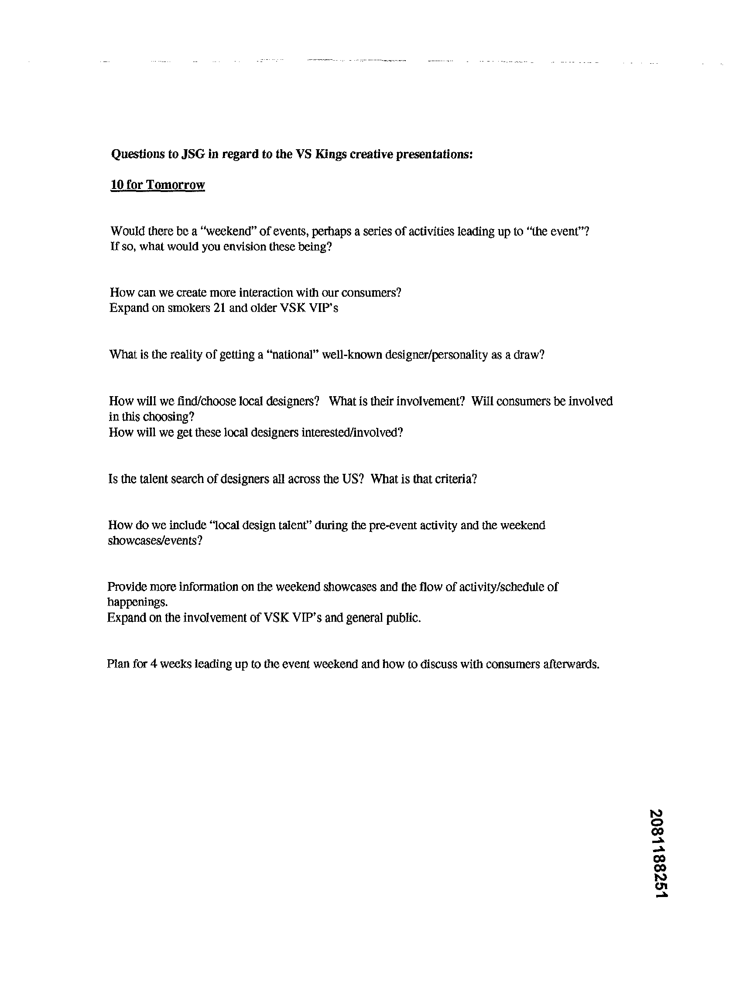 Questions to JSG in regard to the VS Kings creative presentations:
10 for Tomorrow
Would there be a “weekend” of events, perhaps a series of activities leading up to “the event”?
If so, what would you envision these being?
How can we create more interaction with our consumers?
Expand on smokers 21 and older VSK VIP’s
What is the reality of getting a “national” well-known designer/personality as a draw?
How will we find/choose local designers?   What is their involvement?  Will consumers be involved
in this choosing?
How will we get these local designers interested/involved?
Is the talent search of designers all across the US?  What is that criteria?
How do we include “local design talent” during the pre-event activity and the weekend
showcases/events?
Provide more information on the weekend showcases and the flow of activity/schedule of
happenings.
Expand on the involvement of VSK VIP’s and general public.
Plan for 4 weeks leading up to the event weekend and how to discuss with consumers afterwards.
2081188251